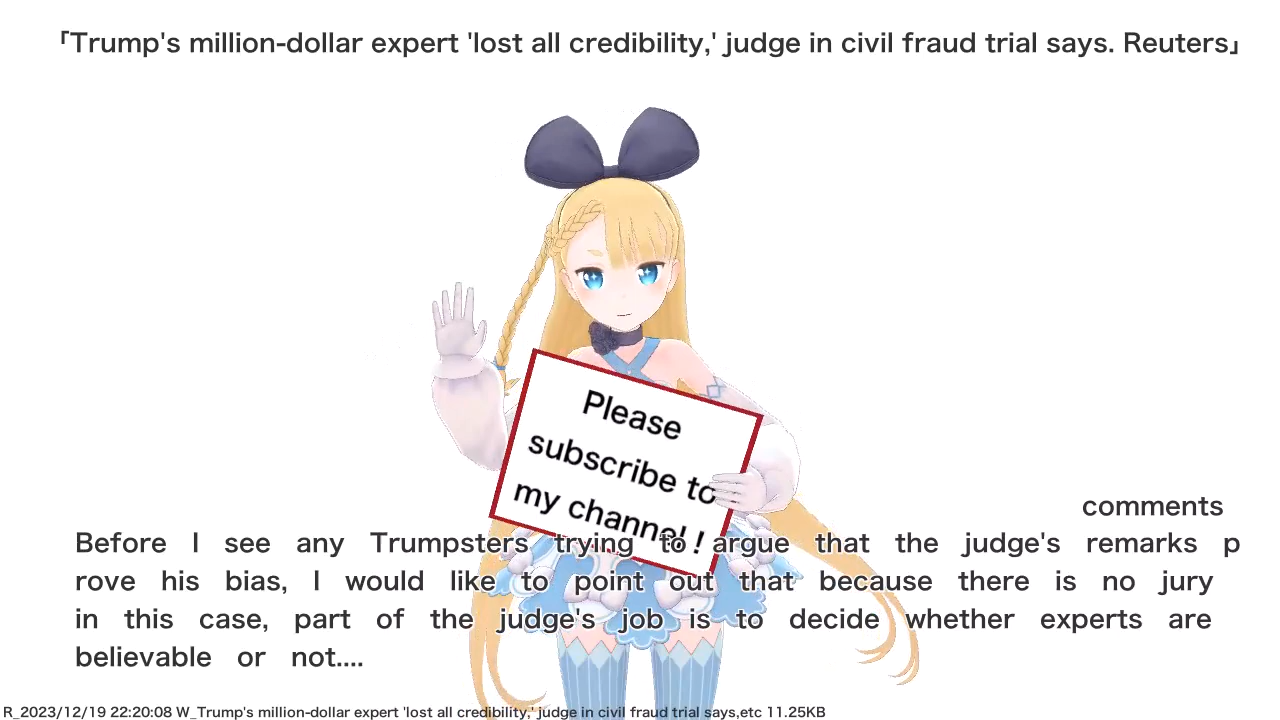 「Trump's million-dollar expert 'lost all credibility,' judge in civil fraud trial says. Reuters」
Please
subscribe to
my channel !
comments
Before I see any Trumpsters trying to argue that the judge's remarks p
rove his bias, I would like to point out that because there is no jury
in this case, part of the judge's job is to decide whether experts are
believable or not....
R_2023/12/19 22:20:08 W_Trump's million-dollar expert 'lost all credibility,' judge in civil fraud trial says,etc 11.25KB